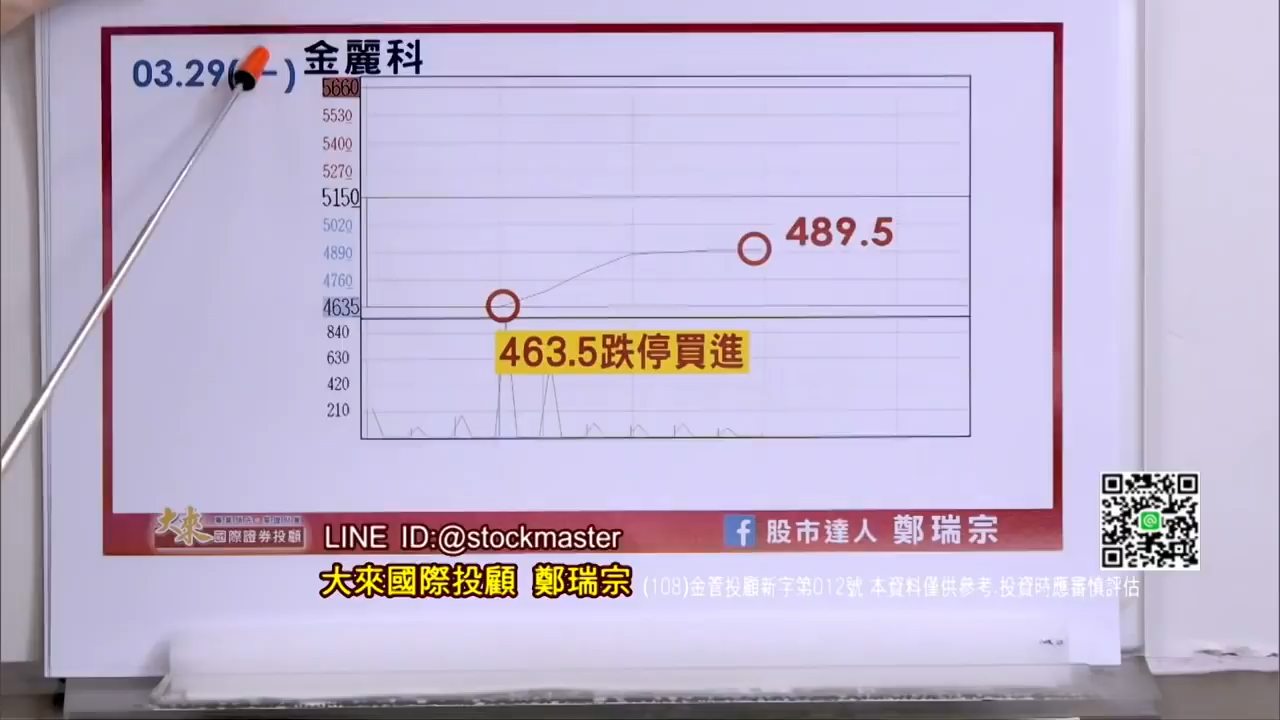 03.29(一)
金麗科
5660
5530
5400
5270
5150
5020
4890
4760
4635
840
630
420
210
489.5
463.5跌停買進
大來
國際證券投顧
LINE ID:@stockmaster
股市達人 鄭瑞宗
大來國際投顧 鄭瑞宗
(108)金管投顧新字第012號 本資料僅供參考.投資時應審慎評估